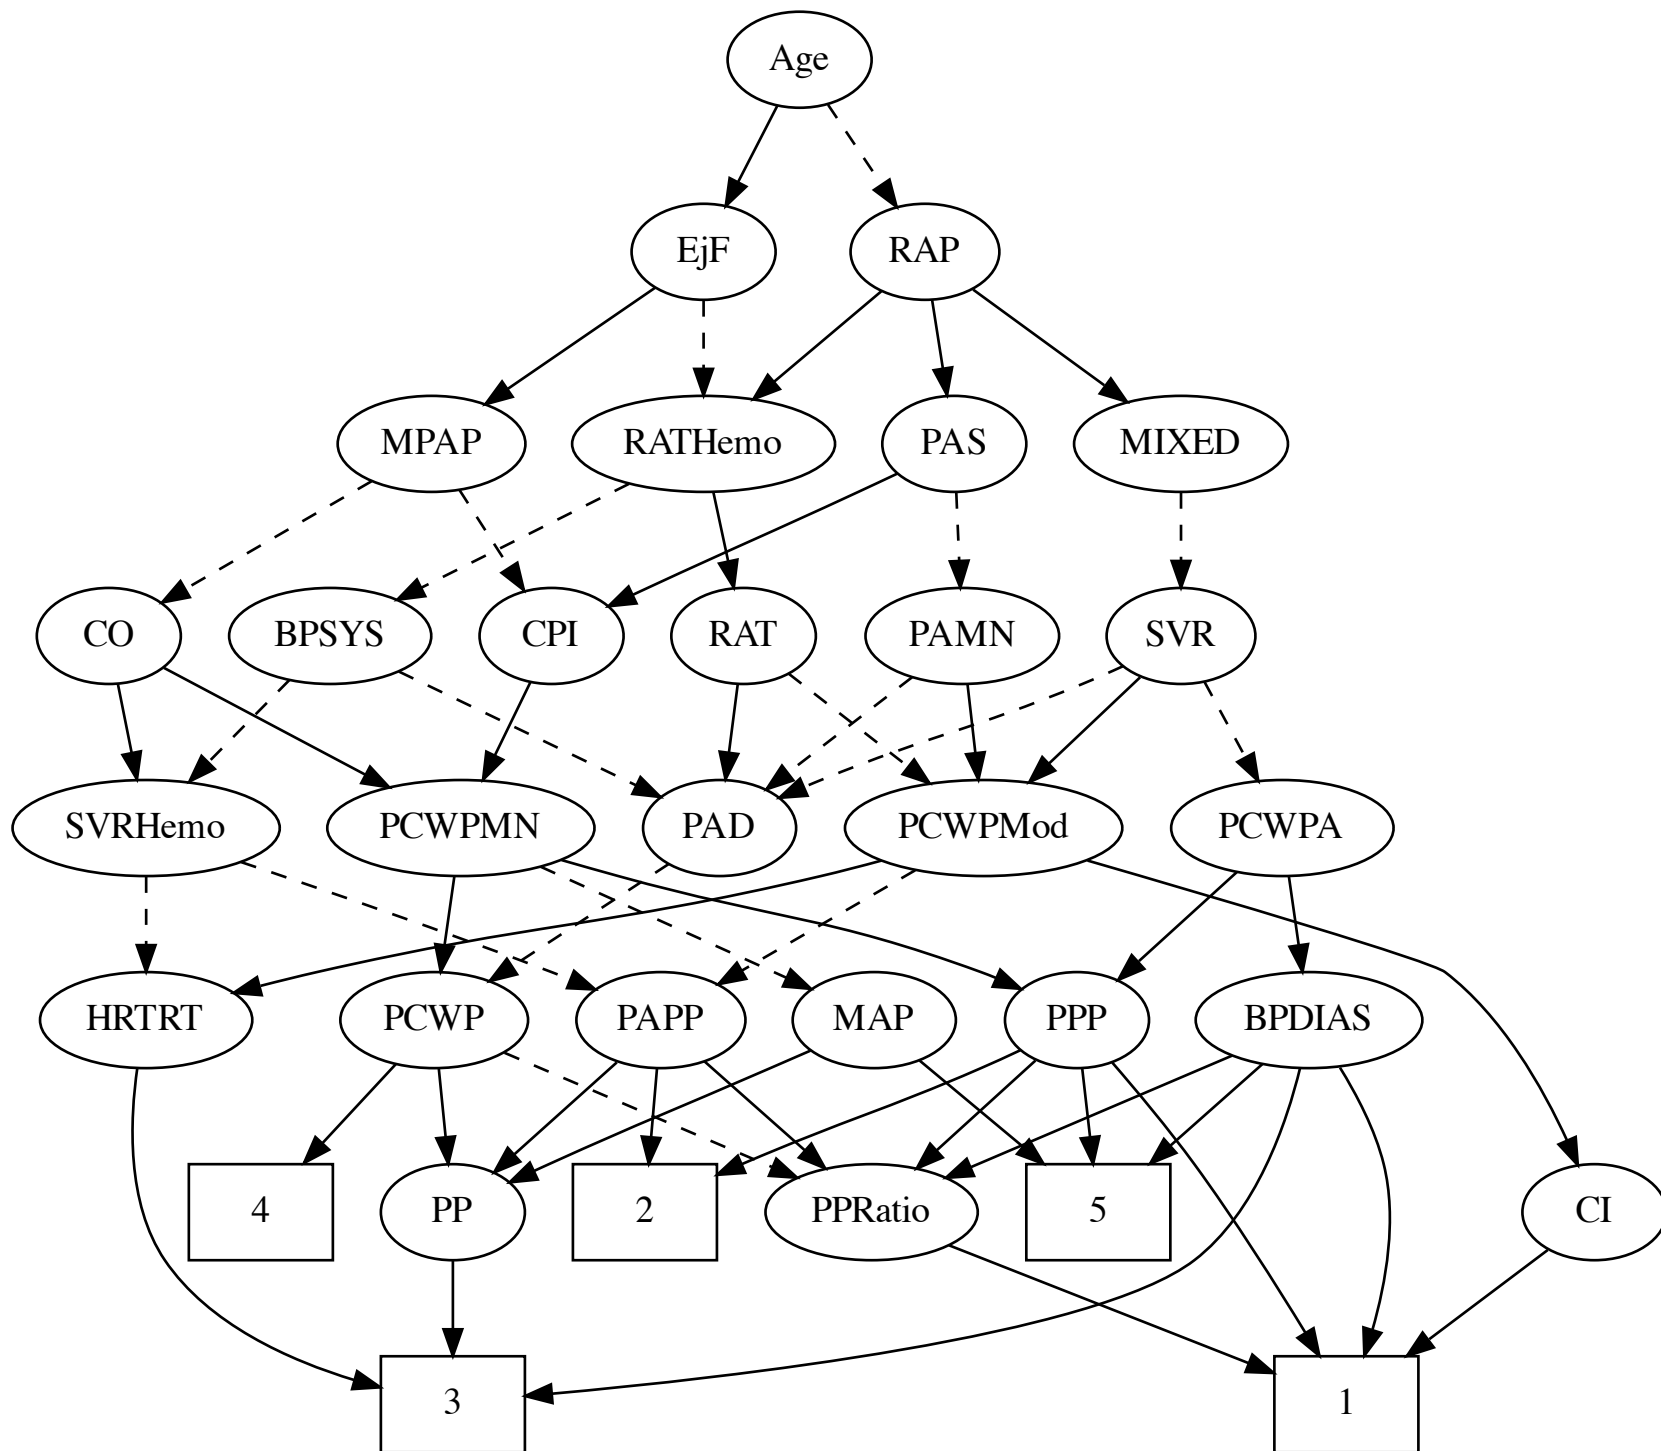 Age
EjF
RAP
MPAP
RATHemo
PAS
MIXED
CO
BPSYS
CPI
RAT
PAMN
SVR
SVRHemo
PCWPMN
PAD
PCWPMod
PCWPA
HRTRT
PCWP
PAPP
MAP
PPP
BPDIAS
4
PP
2
PPRatio
5
CI
3
1